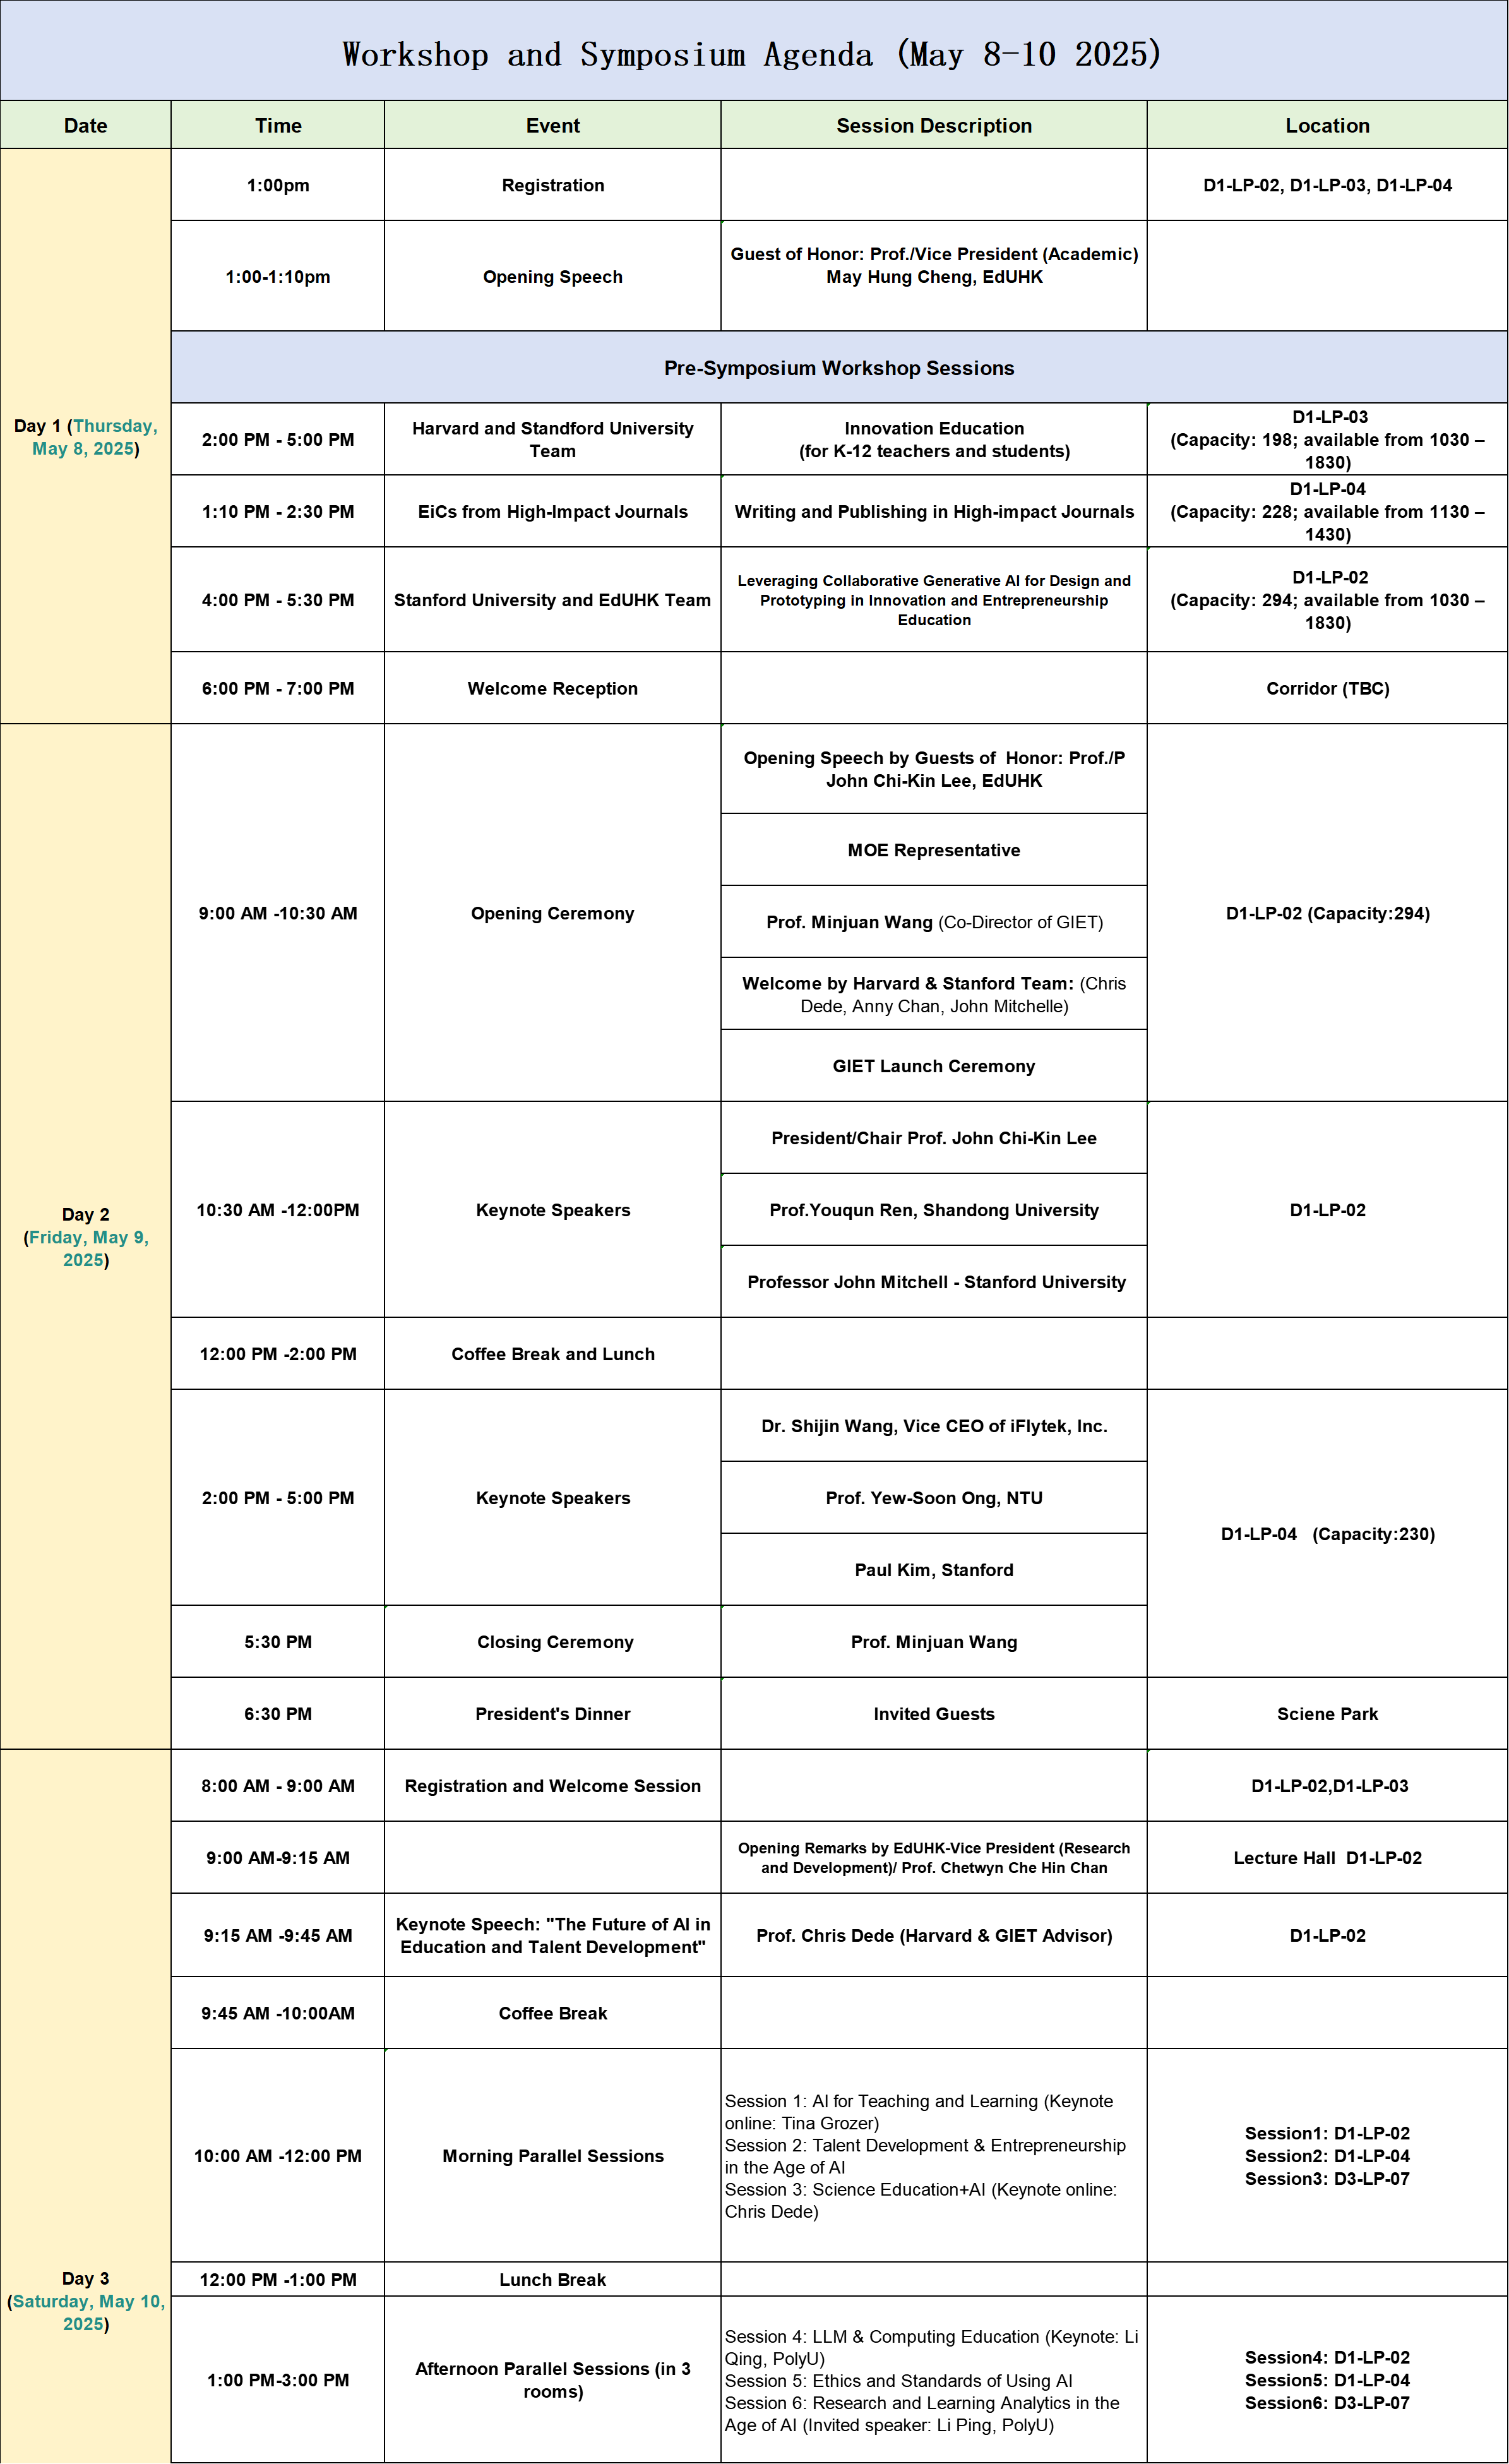 Workshop and Symposium Agenda (May 8-10 2025)
Date
Time
Event
Session Description
Location
Day 1 (Thursday,
May 8, 2025)
1:00pm
Registration
D1-LP-02, D1-LP-03, D1-LP-04
1:00-1:10pm
Opening Speech
Guest of Honor: Prof./Vice President (Academic)
May Hung Cheng, EdUHK
Pre-Symposium Workshop Sessions
2:00 PM - 5:00 PM
Harvard and Standford University
Team
Innovation Education
(for K-12 teachers and students)
D1-LP-03
(Capacity: 198; available from 1030 –
1830)
1:10 PM - 2:30 PM
EiCs from High-Impact Journals
Writing and Publishing in High-impact Journals
D1-LP-04
(Capacity: 228; available from 1130 –
1430)
4:00 PM - 5:30 PM
Stanford University and EdUHK Team
Leveraging Collaborative Generative AI for Design and
Prototyping in Innovation and Entrepreneurship
Education
D1-LP-02
(Capacity: 294; available from 1030 –
1830)
6:00 PM - 7:00 PM
Welcome Reception
Corridor (TBC)
Day 2
(Friday, May 9,
2025)
9:00 AM -10:30 AM
Opening Ceremony
Opening Speech by Guests of  Honor: Prof./P
John Chi-Kin Lee, EdUHK
MOE Representative
Prof. Minjuan Wang (Co-Director of GIET)
Welcome by Harvard & Stanford Team: (Chris
Dede, Anny Chan, John Mitchelle)
GIET Launch Ceremony
D1-LP-02 (Capacity:294)
10:30 AM -12:00PM
Keynote Speakers
President/Chair Prof. John Chi-Kin Lee
Prof.Youqun Ren, Shandong University
Professor John Mitchell - Stanford University
D1-LP-02
12:00 PM -2:00 PM
Coffee Break and Lunch
2:00 PM - 5:00 PM
Keynote Speakers
Dr. Shijin Wang, Vice CEO of iFlytek, Inc.
Prof. Yew-Soon Ong, NTU
Paul Kim, Stanford
D1-LP-04   (Capacity:230)
5:30 PM
Closing Ceremony
Prof. Minjuan Wang
6:30 PM
President's Dinner
Invited Guests
Sciene Park
Day 3
(Saturday, May 10,
2025)
8:00 AM - 9:00 AM
Registration and Welcome Session
D1-LP-02,D1-LP-03
9:00 AM-9:15 AM
Opening Remarks by EdUHK-Vice President (Research
and Development)/ Prof. Chetwyn Che Hin Chan
Lecture Hall  D1-LP-02
9:15 AM -9:45 AM
Keynote Speech: "The Future of AI in
Education and Talent Development"
Prof. Chris Dede (Harvard & GIET Advisor)
D1-LP-02
9:45 AM -10:00AM
Coffee Break
10:00 AM -12:00 PM
Morning Parallel Sessions
Session 1: AI for Teaching and Learning (Keynote
online: Tina Grozer)
Session 2: Talent Development & Entrepreneurship
in the Age of AI
Session 3: Science Education+AI (Keynote online:
Chris Dede)
Session1: D1-LP-02
Session2: D1-LP-04
Session3: D3-LP-07
12:00 PM -1:00 PM
Lunch Break
1:00 PM-3:00 PM
Afternoon Parallel Sessions (in 3
rooms)
Session 4: LLM & Computing Education (Keynote: Li
Qing, PolyU)
Session 5: Ethics and Standards of Using AI
Session 6: Research and Learning Analytics in the
Age of AI (Invited speaker: Li Ping, PolyU)
Session4: D1-LP-02
Session5: D1-LP-04
Session6: D3-LP-07